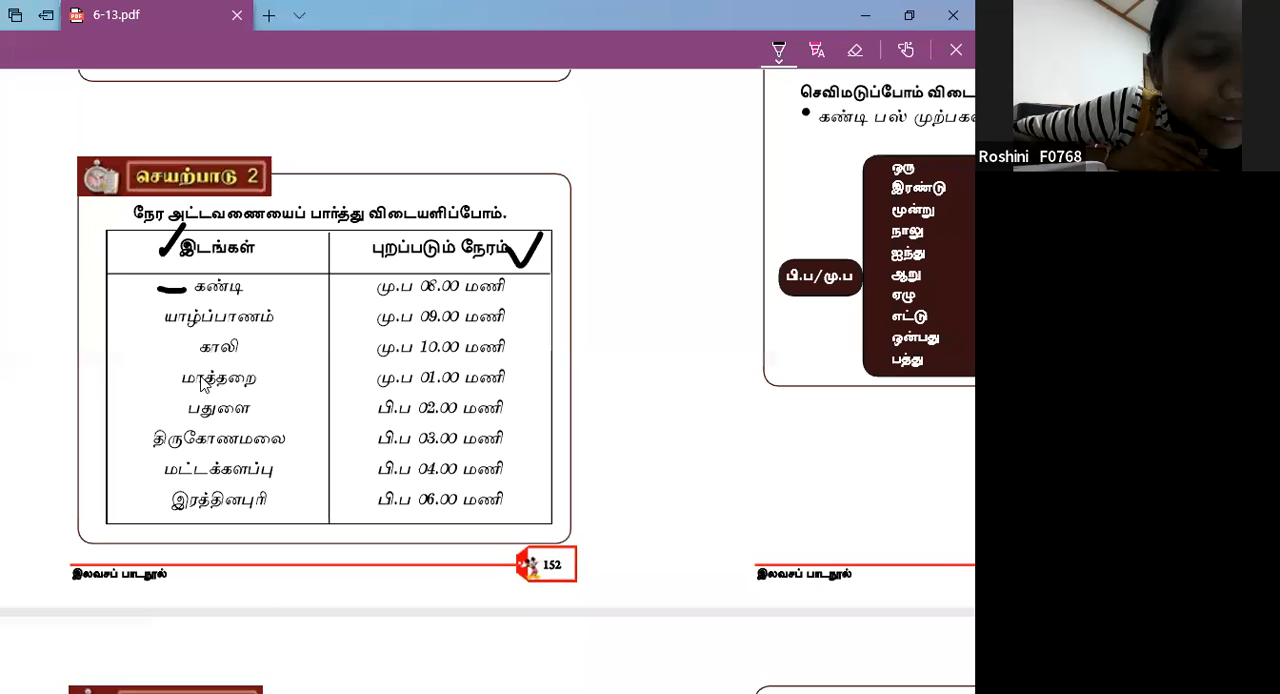 6-13.pdf
செயற்பாடு 2
நேர அட்டவணையைப் பார்த்து விடையளிப்போம்.
இடங்கள் புறப்படும் நேரம்
கண்டி மு.ப 08.00 மணி
யாழ்ப்பாணம் மு.ப 09.00 மணி
காலி மு.ப 10.00 மணி
மாத்தறை மு.ப 01.00 மணி
பதுளை பி.ப 02.00 மணி
திருகோணமலை பி.ப 03.00 மணி
மட்டக்களப்பு பி.ப 04.00 மணி
இரத்தினபுரி பி.ப 06.00 மணி
இலவசப் பாடநூல்
152
செவிமடுப்போம் விடை
கண்டி பஸ் முற்பக
பி.ப/மு.ப
ஒரு
இரண்டு
மூன்று
நாலு
ஐந்து
ஆறு
ஏழு
எட்டு
ஒன்பது
பத்து
இலவசப் பாடநூல்
Roshini F0768